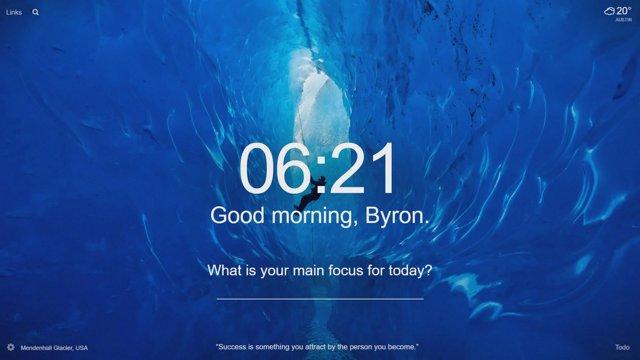 Links
20°
AUSTIN
06:21
Good morning, Byron.
What is your main focus for today?
Mendenhall Glacier, USA
"Success is something you attract by the person you become."
Todo